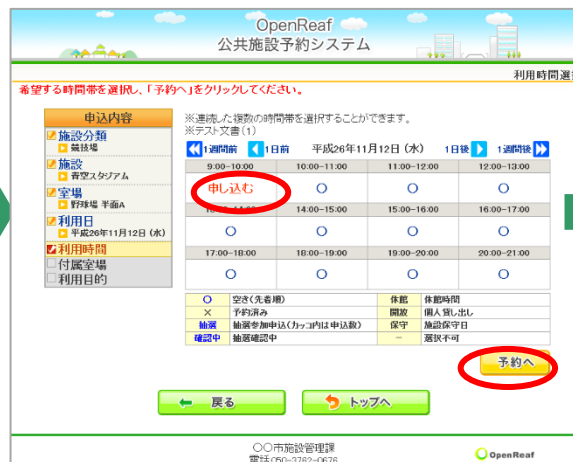 OpenReaf
公共施設予約システム
利用時間選
希望する時間帯を選択し、「予約へ」をクリックしてください。
申込内容
施設分類
競技場
施設
青空スタジアム
室場
野球場 半面A
利用日
平成26年11月12日(水)
利用時間
付属室場
利用目的
※連続した複数の時間帯を選択することができます。
※テスト文書(1)
1週間前 1日前 平成26年11月12日(水) 1日後 1週間後
9:00-10:00 10:00-11:00 11:00-12:00 12:00-13:00
申し込む ○ ○ ○
14:00-15:00 15:00-16:00 16:00-17:00
○ ○ ○ ○
17:00-18:00 18:00-19:00 19:00-20:00 20:00-21:00
○ ○ ○ ○
○ 空き(先着順) 休館 休館時間
× 予約済み 開放 個人貸し出し
抽選 抽選参加申込(カッコ内は申込数) 保守 施設保守日
確認中 抽選確認中 － 選択不可
予約へ
戻る トップへ
○○市施設管理課
電話050-3762-0676
OpenReaf